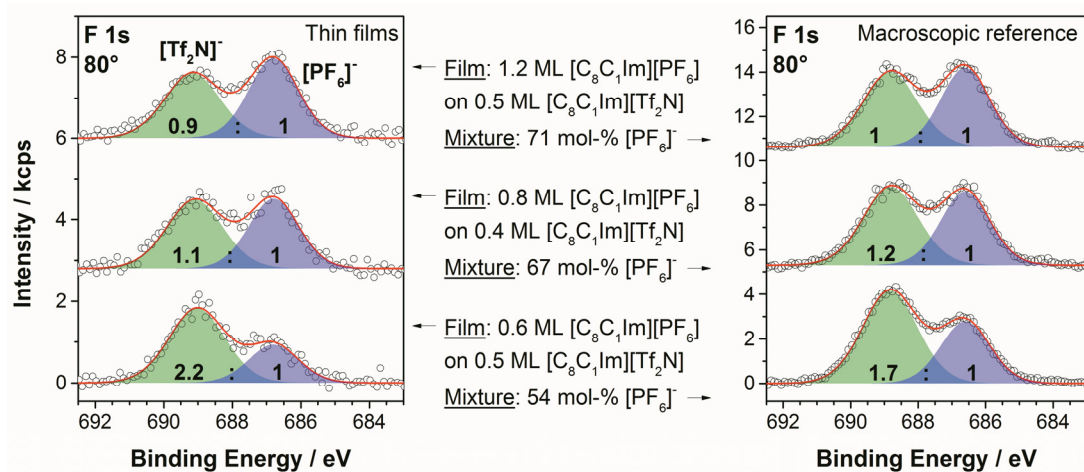 F 1s
80°
[Tf₂N]⁻
Thin films
[PF₆]⁻
0.9 : 1
1.1 : 1
2.2 : 1
8
6
4
2
0
692 690 688 686 684
Intensity / kcps
Binding Energy / eV
← Film: 1.2 ML [C₈C₁Im][PF₆]
on 0.5 ML [C₈C₁Im][Tf₂N]
Mixture: 71 mol-% [PF₆]⁻ →
← Film: 0.8 ML [C₈C₁Im][PF₆]
on 0.4 ML [C₈C₁Im][Tf₂N]
Mixture: 67 mol-% [PF₆]⁻ →
← Film: 0.6 ML [C₈C₁Im][PF₆]
on 0.5 ML [C₈C₁Im][Tf₂N]
Mixture: 54 mol-% [PF₆]⁻ →
F 1s
80°
Macroscopic reference
1 : 1
1.2 : 1
1.7 : 1
16
14
12
10
8
6
4
2
0
692 690 688 686 684
Binding Energy / eV